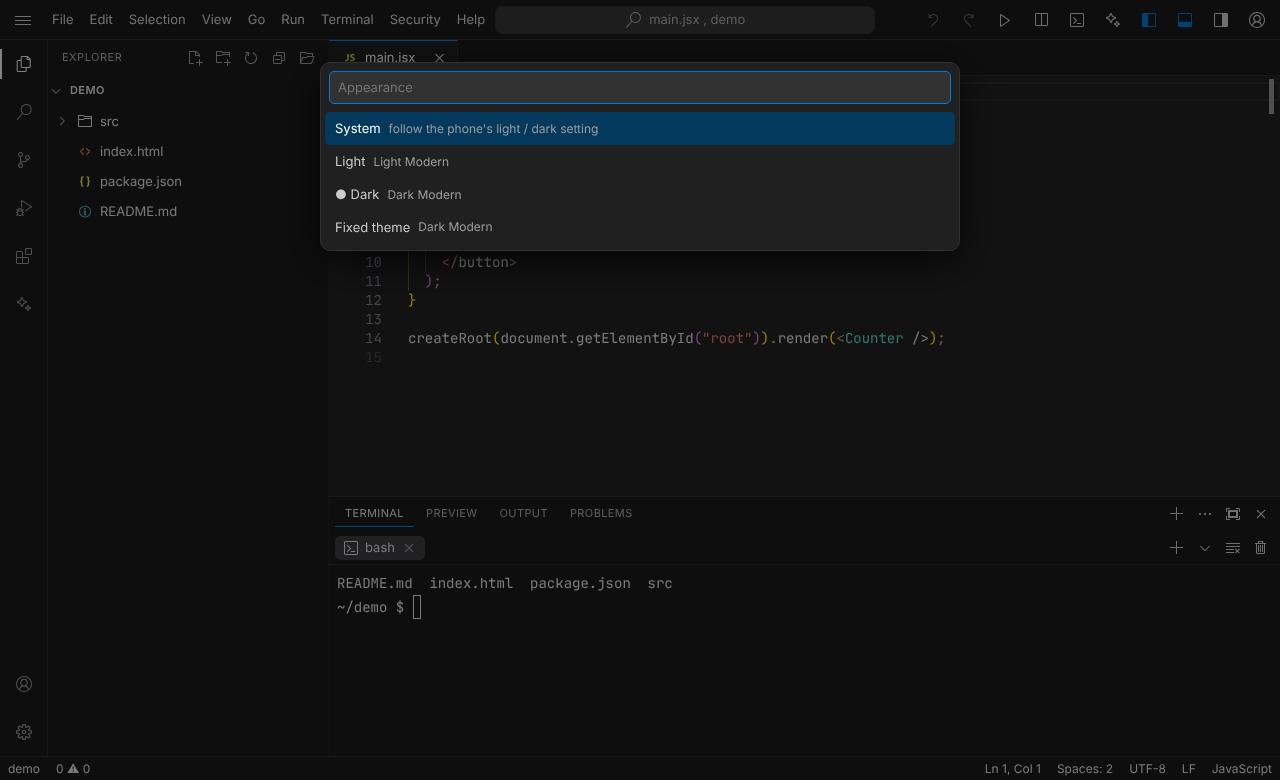 File Edit Selection View Go Run Terminal Security Help main.jsx , demo
EXPLORER
JS main.jsx
DEMO
src
index.html
package.json
README.md
Appearance
System follow the phone's light / dark setting
Light Light Modern
Dark Dark Modern
Fixed theme Dark Modern
10 </button>
11 );
12 }
13
14 createRoot(document.getElementById("root")).render(<Counter />);
15
TERMINAL PREVIEW OUTPUT PROBLEMS
bash
README.md index.html package.json src
~/demo $
demo 0 0 Ln 1, Col 1 Spaces: 2 UTF-8 LF JavaScript